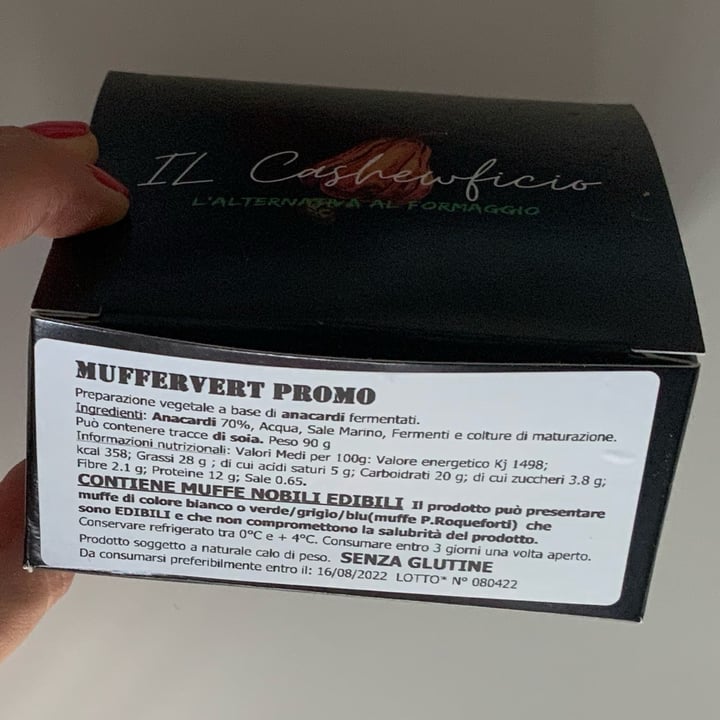 IL Cashewficio
L'ALTERNATIVA AL FORMAGGIO
MUFFERVERT PROMO
Preparazione vegetale a base di anacardi fermentati.
Ingredienti: Anacardi 70%, Acqua, Sale Marino, Fermenti e colture di maturazione.
Può contenere tracce di soia. Peso 90 g
Informazioni nutrizionali: Valori Medi per 100g: Valore energetico Kj 1498;
kcal 358; Grassi 28 g ; di cui acidi saturi 5 g; Carboidrati 20 g; di cui zuccheri 3.8 g;
Fibre 2.1 g; Proteine 12 g; Sale 0.65.
CONTIENE MUFFE NOBILI EDIBILI Il prodotto può presentare
muffe di colore bianco o verde/grigio/blu(muffe P.Roqueforti) che
sono EDIBILI e che non compromettono la salubrità del prodotto.
Conservare refrigerato tra 0°C e + 4°C. Consumare entro 3 giorni una volta aperto.
Prodotto soggetto a naturale calo di peso. SENZA GLUTINE
Da consumarsi preferibilmente entro il: 16/08/2022 LOTTO* N° 080422